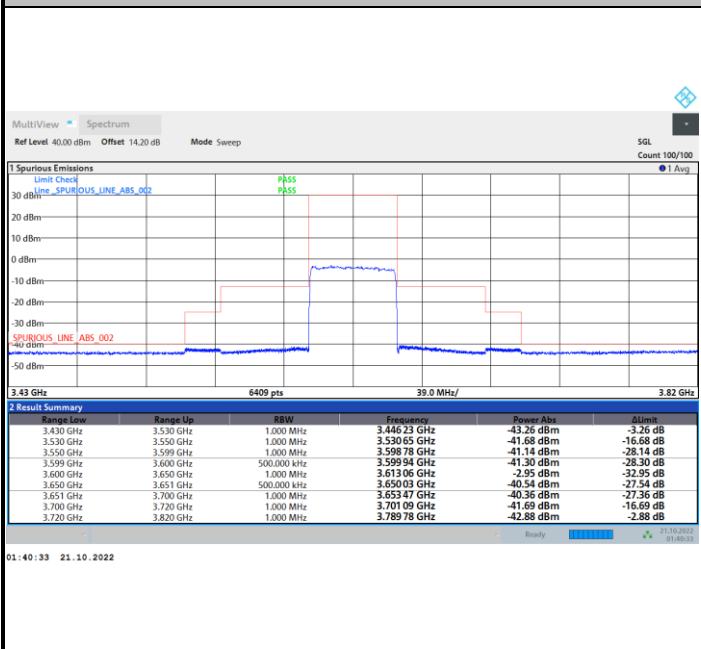 MultiView Spectrum
Ref Level 40.00 dBm Offset 14.20 dB Mode Sweep SGL
Count 100/100
1 Spurious Emissions 1 Avg
Limit Check PASS
Line _SPURIOUS_LINE_ABS_002 PASS
30 dBm
20 dBm
10 dBm
0 dBm
-10 dBm
-20 dBm
-30 dBm
SPURIOUS_LINE_ABS_002
-40 dBm
-50 dBm
3.43 GHz 6409 pts 39.0 MHz/ 3.82 GHz
2 Result Summary
Range Low Range Up RBW Frequency Power Abs ΔLimit
3.430 GHz 3.530 GHz 1.000 MHz 3.446 23 GHz -43.26 dBm -3.26 dB
3.530 GHz 3.550 GHz 1.000 MHz 3.530 65 GHz -41.68 dBm -16.68 dB
3.550 GHz 3.599 GHz 1.000 MHz 3.598 78 GHz -41.14 dBm -28.14 dB
3.599 GHz 3.600 GHz 500.000 kHz 3.599 94 GHz -41.30 dBm -28.30 dB
3.600 GHz 3.650 GHz 1.000 MHz 3.613 06 GHz -2.95 dBm -32.95 dB
3.650 GHz 3.651 GHz 500.000 kHz 3.650 03 GHz -40.54 dBm -27.54 dB
3.651 GHz 3.700 GHz 1.000 MHz 3.653 47 GHz -40.36 dBm -27.36 dB
3.700 GHz 3.720 GHz 1.000 MHz 3.701 09 GHz -41.69 dBm -16.69 dB
3.720 GHz 3.820 GHz 1.000 MHz 3.789 78 GHz -42.88 dBm -2.88 dB
Ready 21.10.2022
01:40:33
01:40:33 21.10.2022